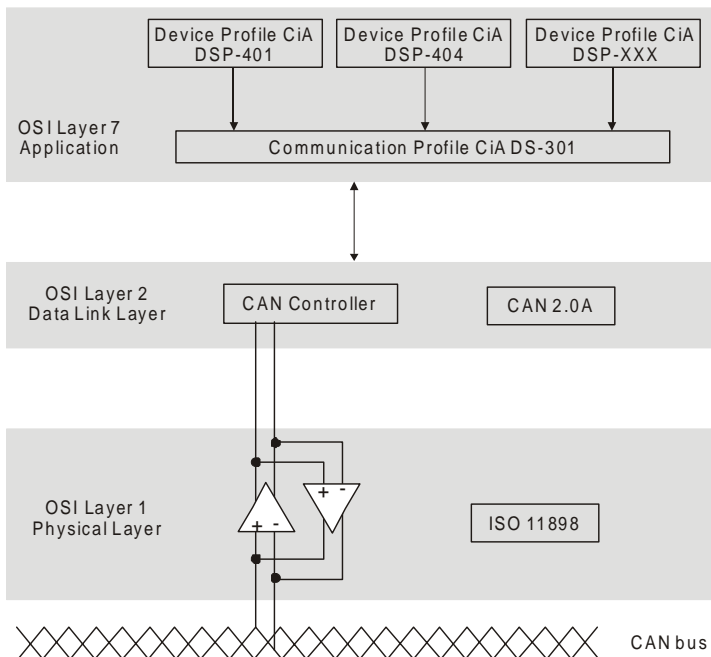 Device Profile CiA
DSP-401
Device Profile CiA
DSP-404
Device Profile CiA
DSP-XXX
OSI Layer 7
Application
Communication Profile CiA DS-301
OSI Layer 2
Data Link Layer
CAN Controller
CAN 2.0A
OSI Layer 1
Physical Layer
+ -
+ -
ISO 11898
CAN bus